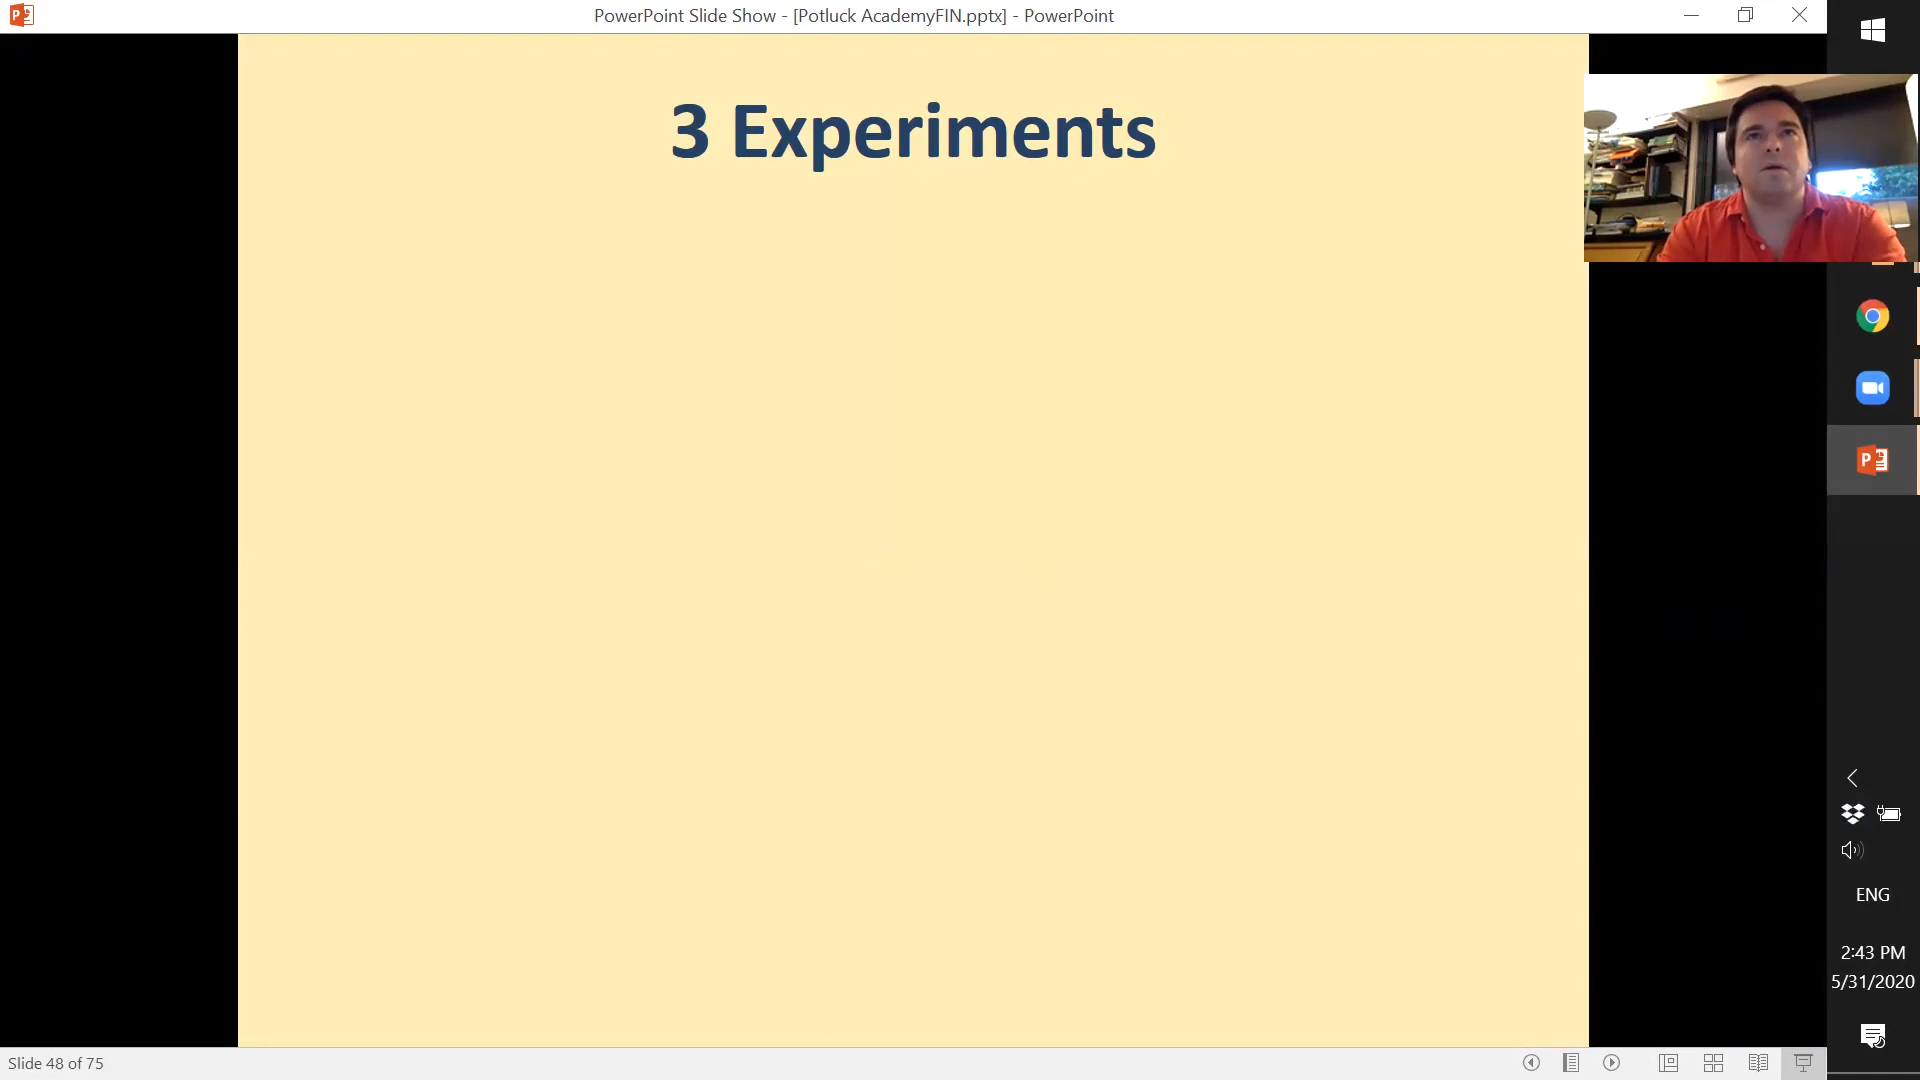 PowerPoint Slide Show - [Potluck AcademyFIN.pptx] - PowerPoint
3 Experiments
ENG
2:43 PM
5/31/2020
Slide 48 of 75